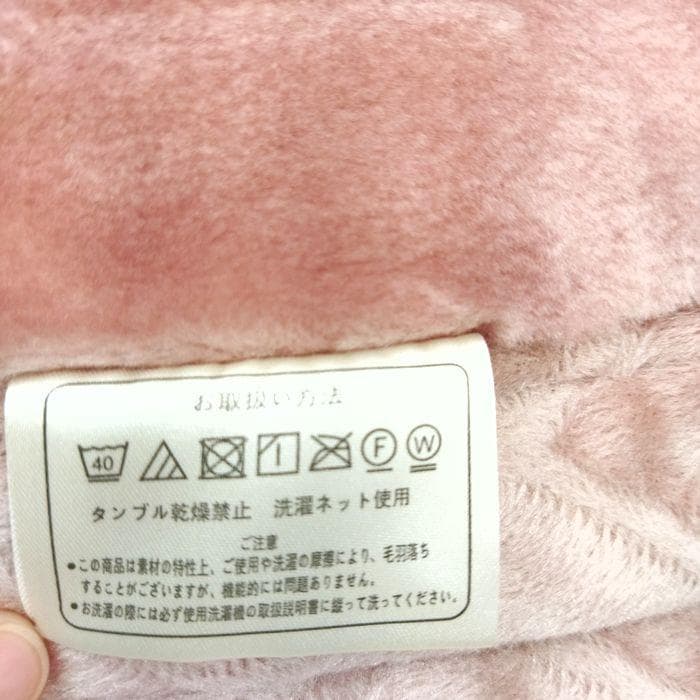 お取扱い方法
40 F W
タンブル乾燥禁止 洗濯ネット使用
ご注意
•この商品は素材の特性上、ご使用や洗濯の摩擦により、毛羽落ち
することがございますが、機能的には問題ありません。
•お洗濯の際には必ず使用洗濯機の取扱説明書に縦って洗ってください。